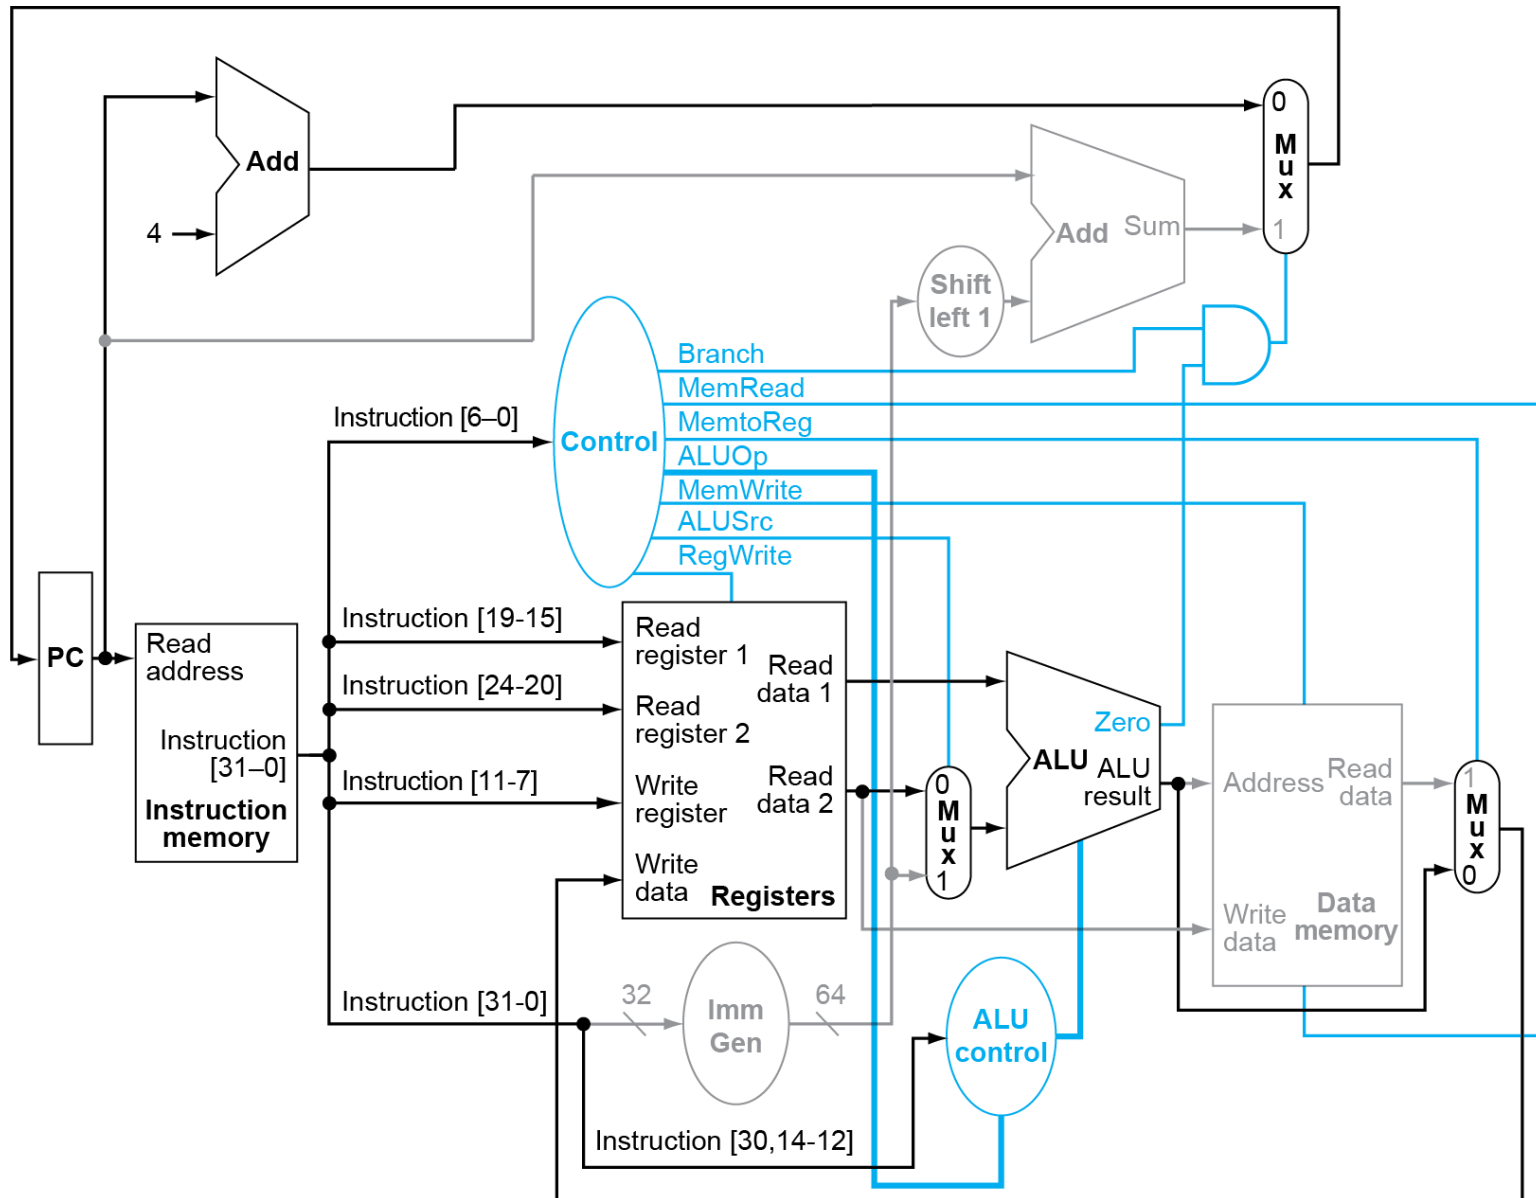 0
M
u
x
1
Add
4
Add Sum
Shift
left 1
Branch
MemRead
MemtoReg
ALUOp
MemWrite
ALUSrc
RegWrite
Control
Instruction [6–0]
PC
Read
address
Instruction
[31–0]
Instruction
memory
Instruction [19-15]
Instruction [24-20]
Instruction [11-7]
Instruction [31-0]
Read
register 1
Read
register 2
Write
register
Write
data
Read
data 1
Read
data 2
Registers
0
M
u
x
1
Zero
ALU
ALU
result
Address
Read
data
Write
data
Data
memory
1
M
u
x
0
32
Imm
Gen
64
ALU
control
Instruction [30,14-12]